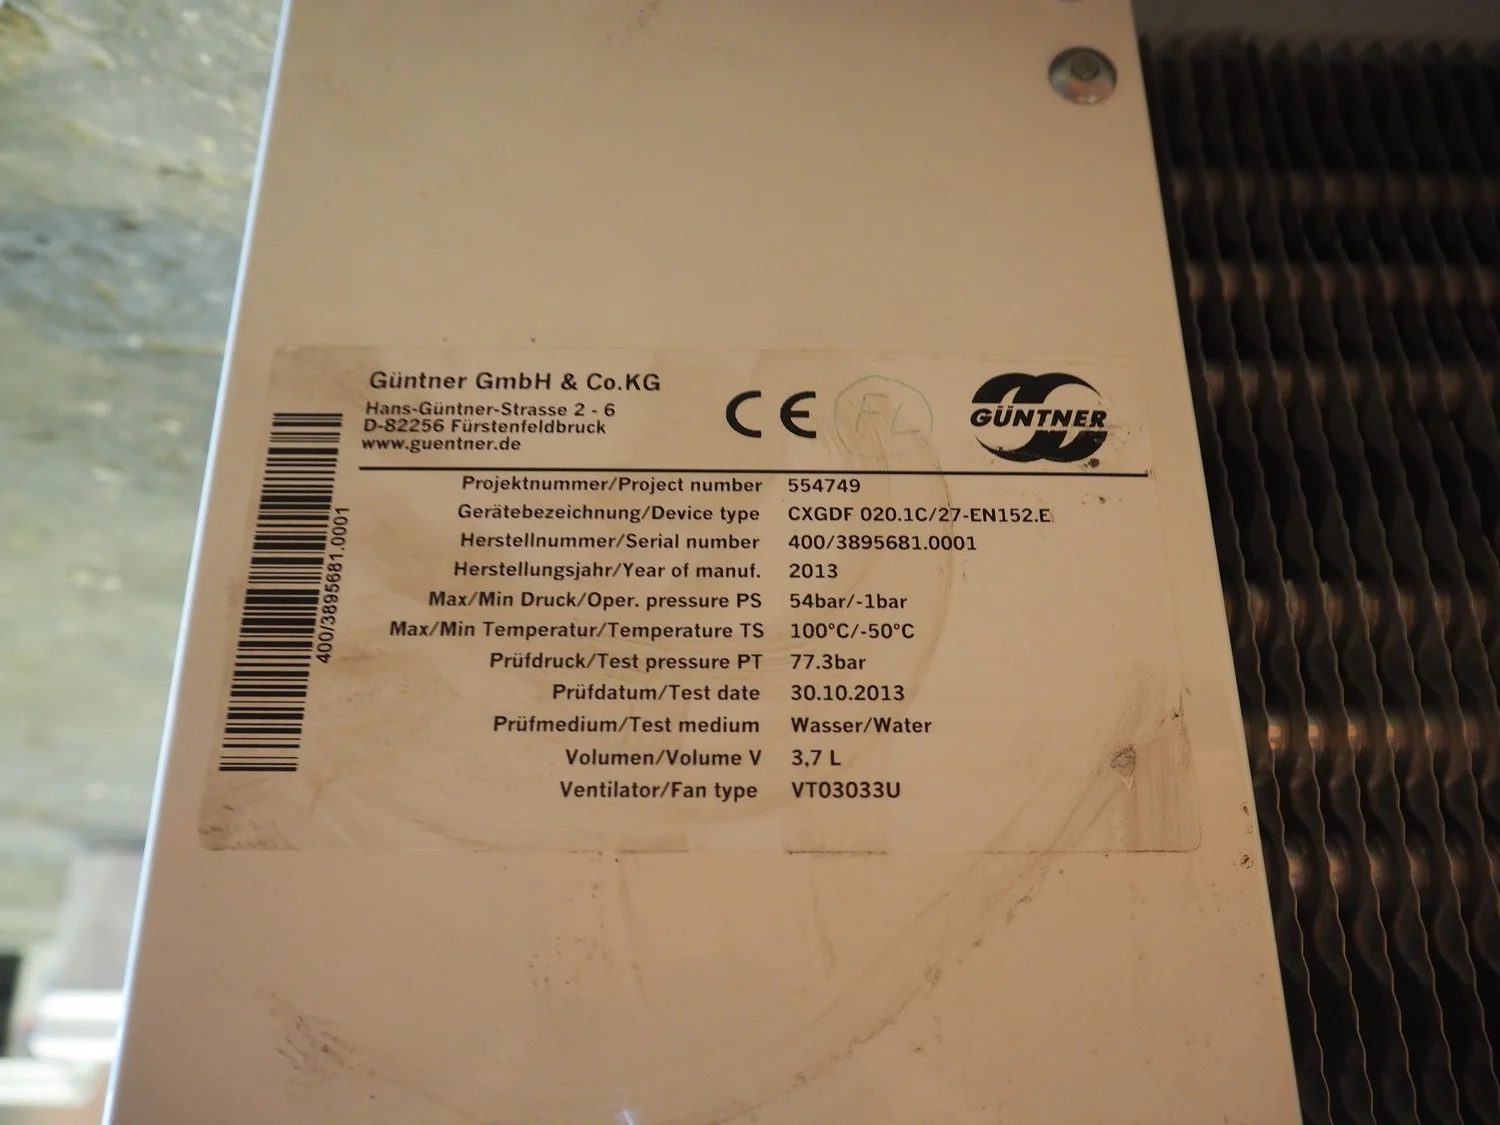 Güntner GmbH & Co.KG
Hans-Güntner-Strasse 2 - 6
D-82256 Fürstenfeldbruck
www.guentner.de
CE
FL
GÜNTNER
400/3895681.0001
Projektnummer/Project number 554749
Gerätebezeichnung/Device type CXGDF 020.1C/27-EN152.E
Herstellnummer/Serial number 400/3895681.0001
Herstellungsjahr/Year of manuf. 2013
Max/Min Druck/Oper. pressure PS 54bar/-1bar
Max/Min Temperatur/Temperature TS 100°C/-50°C
Prüfdruck/Test pressure PT 77.3bar
Prüfdatum/Test date 30.10.2013
Prüfmedium/Test medium Wasser/Water
Volumen/Volume V 3,7 L
Ventilator/Fan type VT03033U